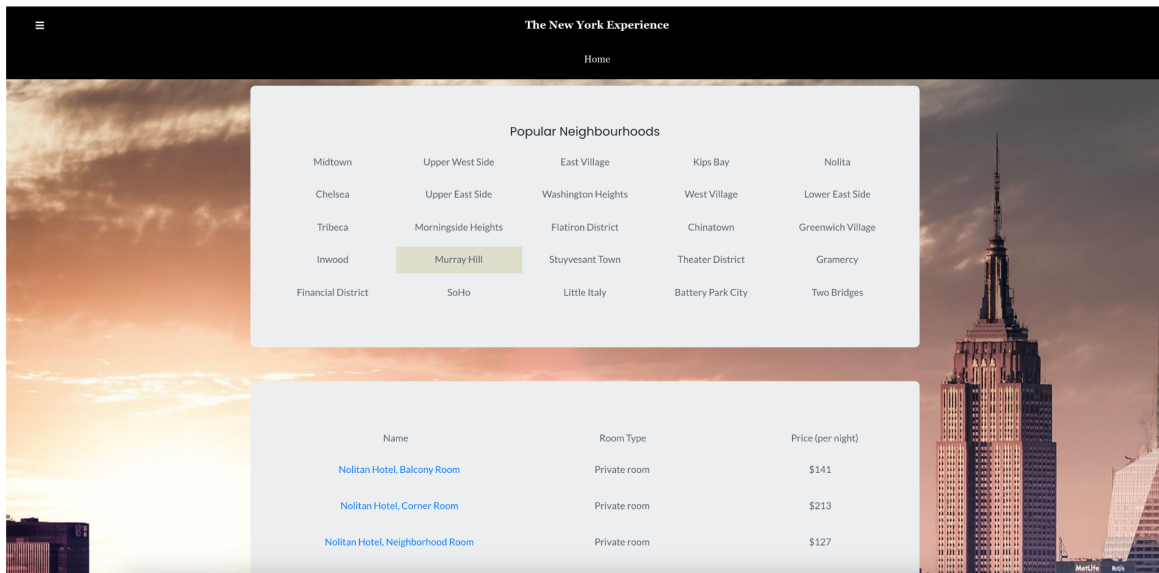 The New York Experience
Home
Popular Neighbourhoods
Midtown Upper West Side East Village Kips Bay Nolita
Chelsea Upper East Side Washington Heights West Village Lower East Side
Tribeca Morningside Heights Flatiron District Chinatown Greenwich Village
Inwood Murray Hill Stuyvesant Town Theater District Gramercy
Financial District SoHo Little Italy Battery Park City Two Bridges
Name Room Type Price (per night)
Nolitan Hotel, Balcony Room Private room $141
Nolitan Hotel, Corner Room Private room $213
Nolitan Hotel, Neighborhood Room Private room $127
MetLife MetLife